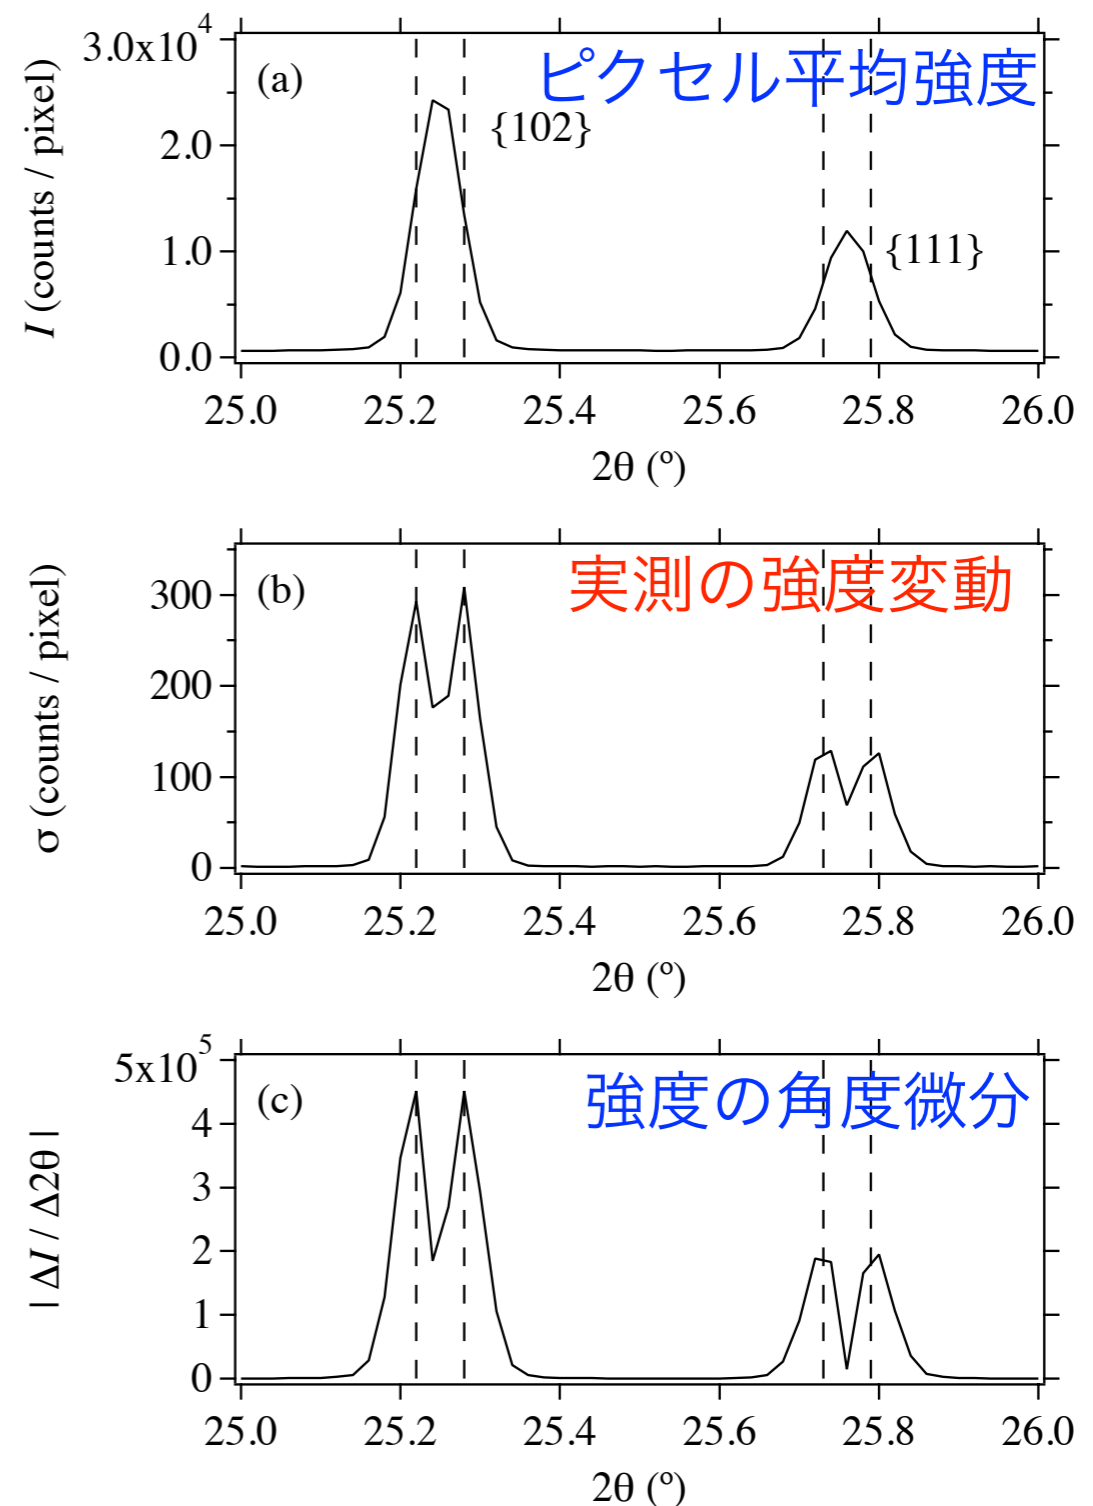 3.0x10^4
2.0
1.0
0.0
I (counts / pixel)
(a)
ピクセル平均強度
{102}
{111}
25.0 25.2 25.4 25.6 25.8 26.0
2θ (º)
300
200
100
0
σ (counts / pixel)
(b)
実測の強度変動
25.0 25.2 25.4 25.6 25.8 26.0
2θ (º)
5x10^5
4
3
2
1
0
| ΔI / Δ2θ |
(c)
強度の角度微分
25.0 25.2 25.4 25.6 25.8 26.0
2θ (º)